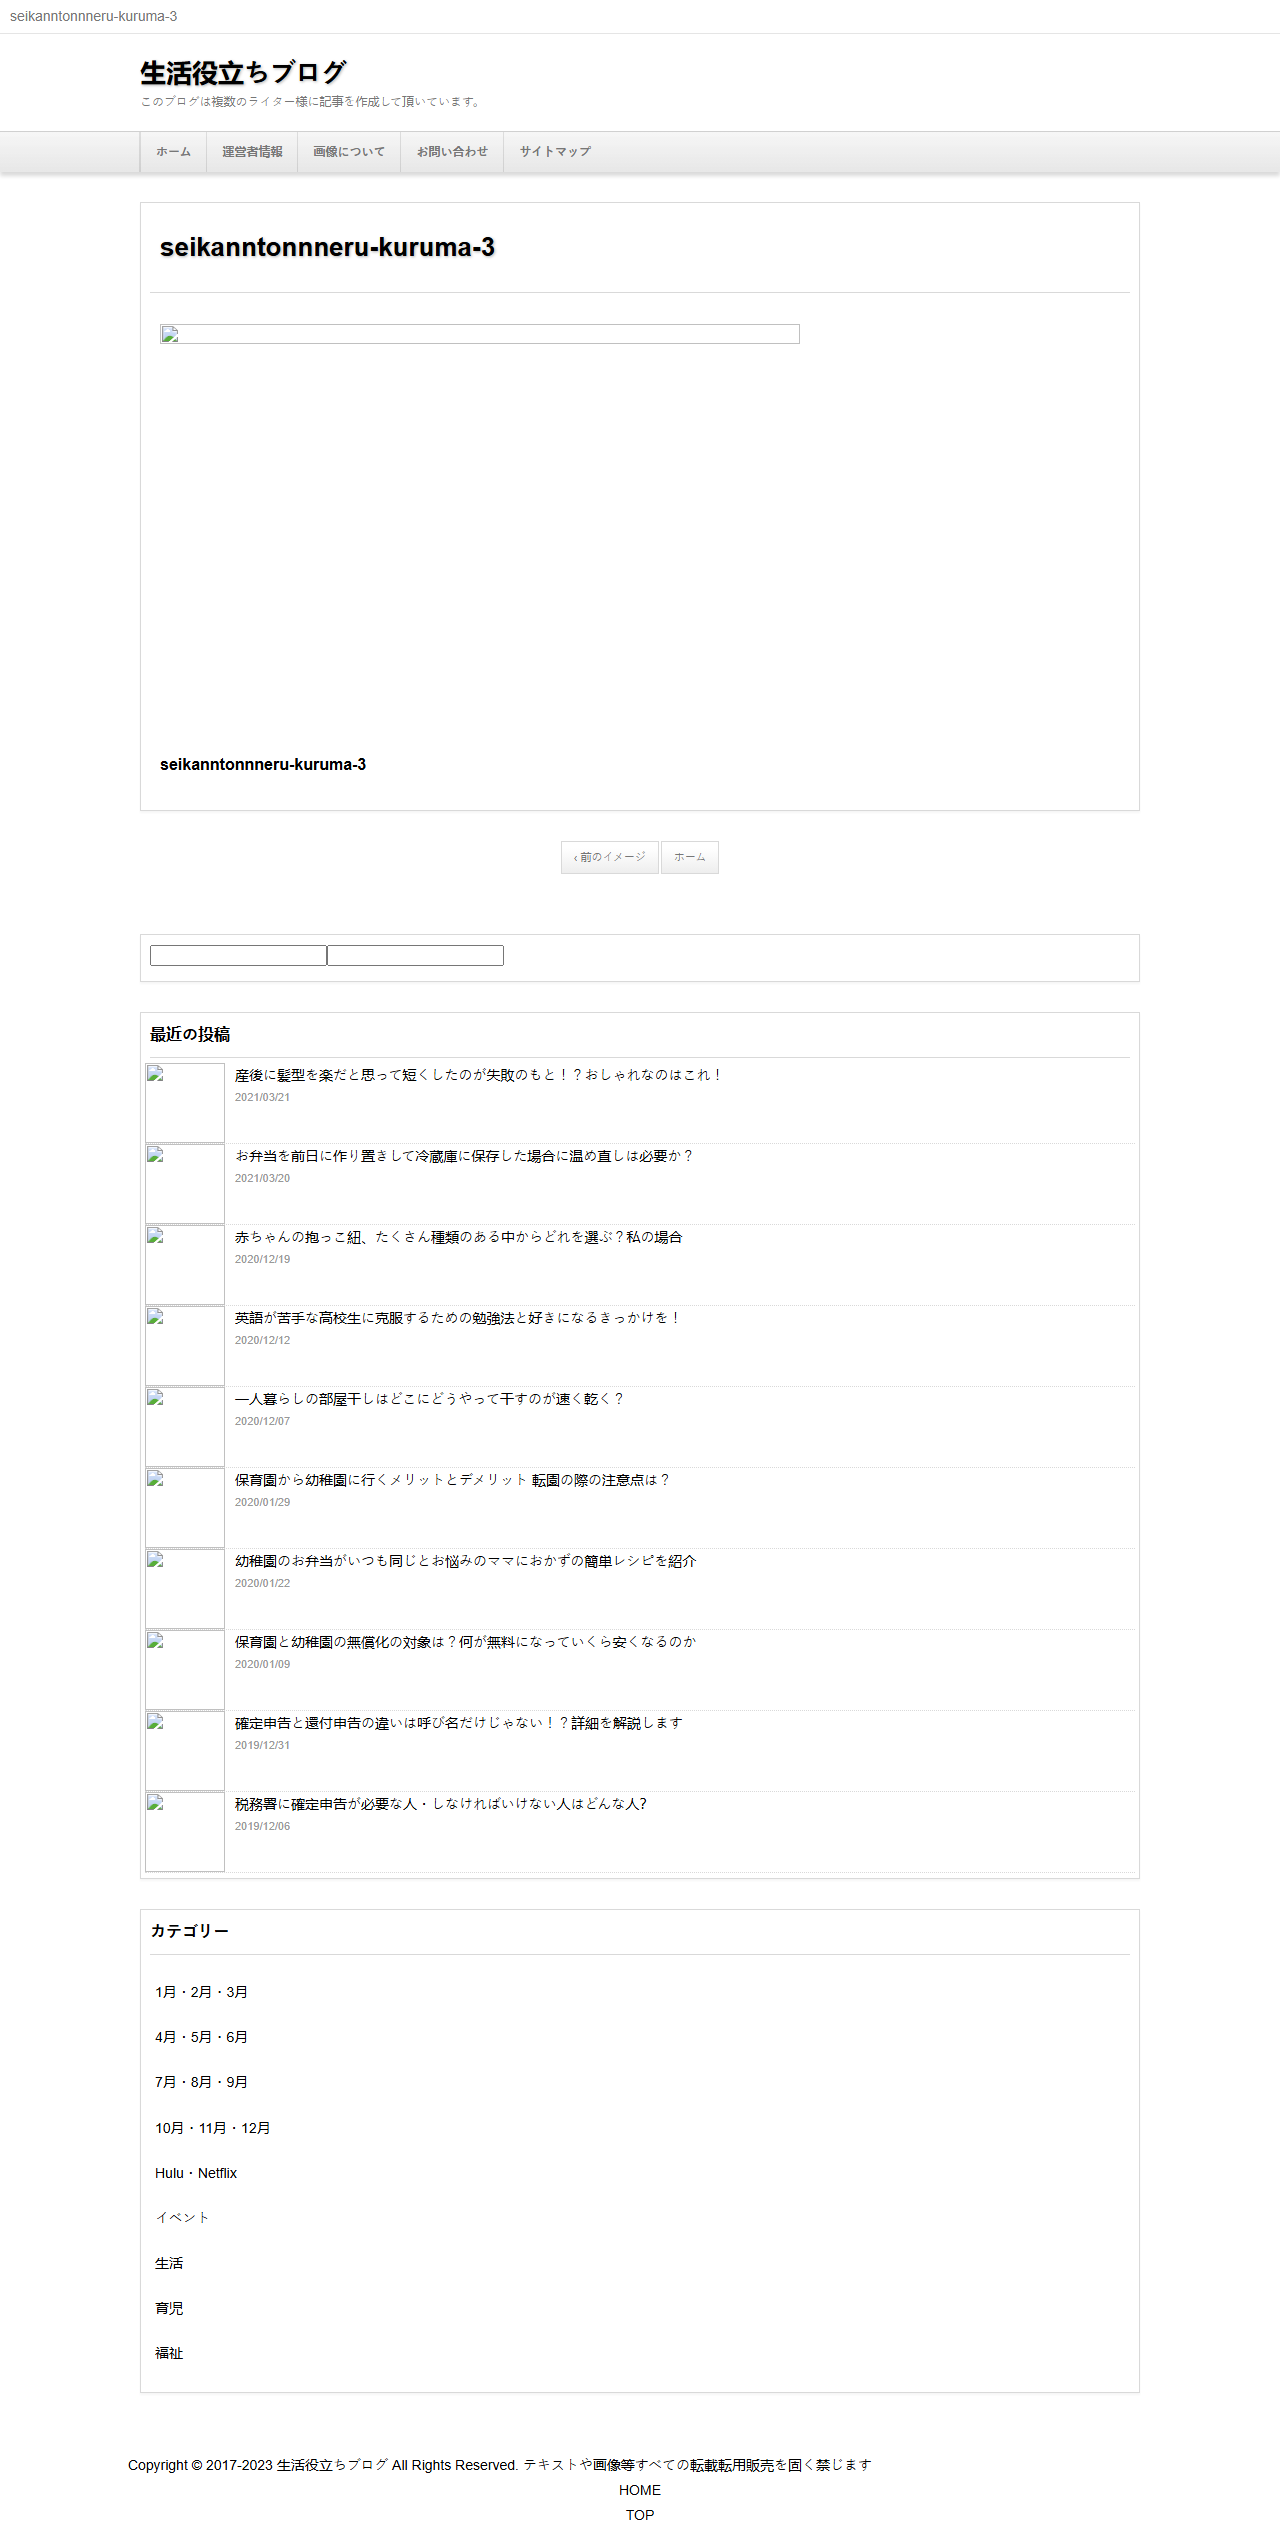 seikanntonnneru-kuruma-3
生活役立ちブログ
このブログは複数のライター様に記事を作成して頂いています。
ホーム 運営者情報 画像について お問い合わせ サイトマップ
seikanntonnneru-kuruma-3
seikanntonnneru-kuruma-3
‹ 前のイメージ ホーム
最近の投稿
産後に髪型を楽だと思って短くしたのが失敗のもと！？おしゃれなのはこれ！
2021/03/21
お弁当を前日に作り置きして冷蔵庫に保存した場合に温め直しは必要か？
2021/03/20
赤ちゃんの抱っこ紐、たくさん種類のある中からどれを選ぶ？私の場合
2020/12/19
英語が苦手な高校生に克服するための勉強法と好きになるきっかけを！
2020/12/12
一人暮らしの部屋干しはどこにどうやって干すのが速く乾く？
2020/12/07
保育園から幼稚園に行くメリットとデメリット 転園の際の注意点は？
2020/01/29
幼稚園のお弁当がいつも同じとお悩みのママにおかずの簡単レシピを紹介
2020/01/22
保育園と幼稚園の無償化の対象は？何が無料になっていくら安くなるのか
2020/01/09
確定申告と還付申告の違いは呼び名だけじゃない！？詳細を解説します
2019/12/31
税務署に確定申告が必要な人・しなければいけない人はどんな人?
2019/12/06
カテゴリー
1月・2月・3月
4月・5月・6月
7月・8月・9月
10月・11月・12月
Hulu・Netflix
イベント
生活
育児
福祉
Copyright © 2017-2023 生活役立ちブログ All Rights Reserved. テキストや画像等すべての転載転用販売を固く禁じます
HOME
TOP